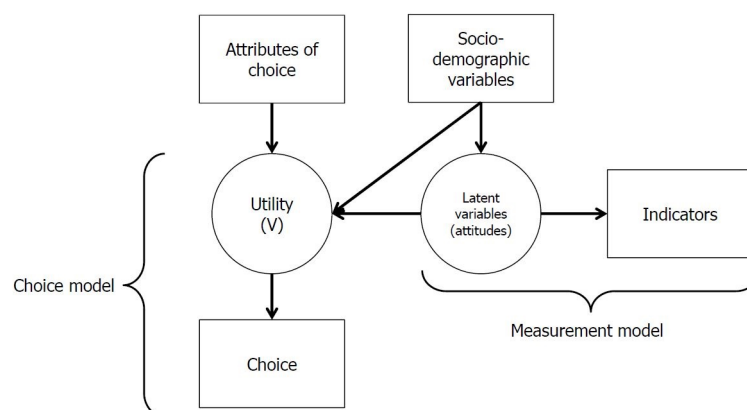 Attributes of
choice
Socio-
demographic
variables
Utility
(V)
Latent
variables
(attitudes)
Indicators
Choice model
Measurement model
Choice